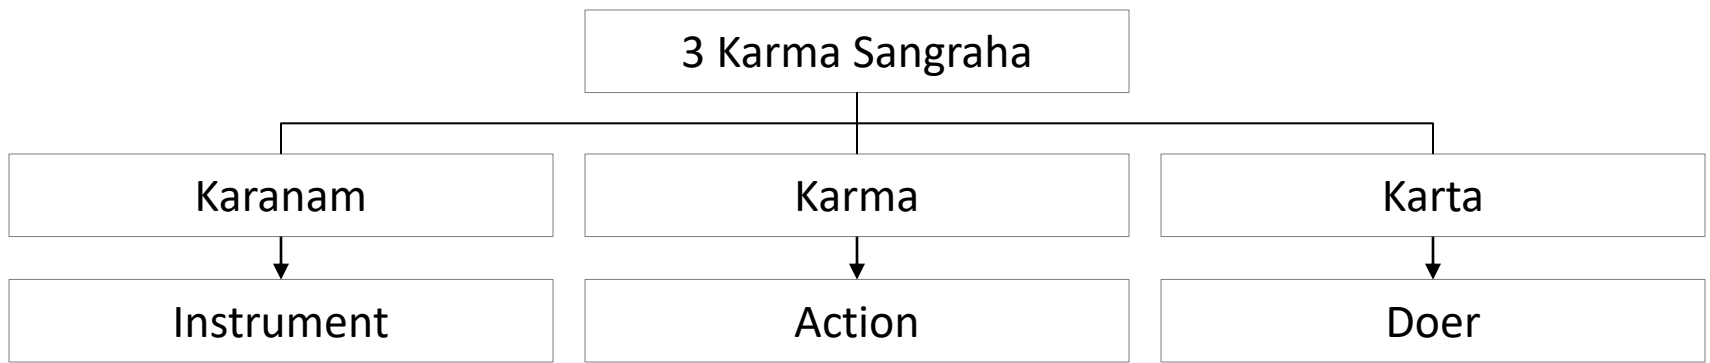 3 Karma Sangraha
Karanam
Karma
Karta
Instrument
Action
Doer